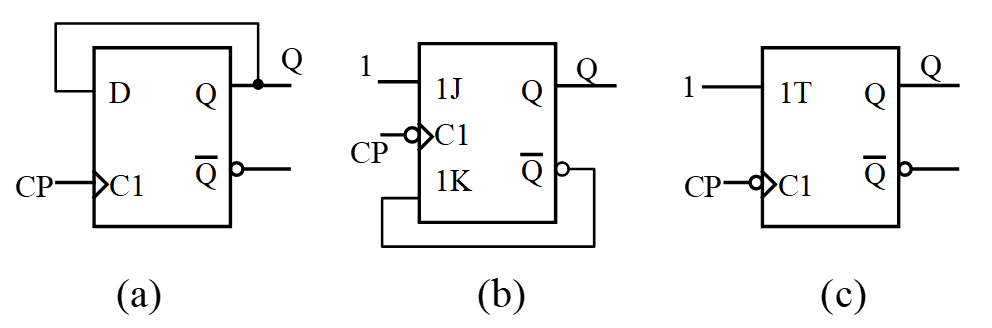 D Q Q
Q̅
CP C1
(a)
1 1J Q Q
CP C1
1K Q̅
(b)
1 1T Q Q
CP C1 Q̅
(c)